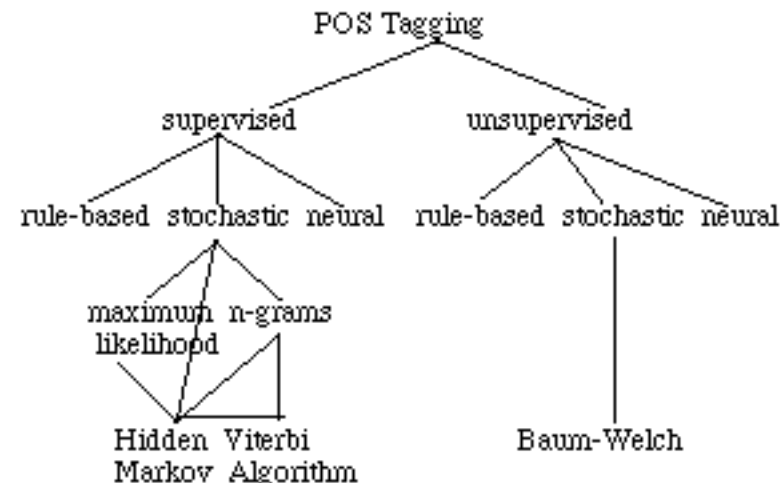 POS Tagging
supervised unsupervised
rule-based stochastic neural rule-based stochastic neural
maximum n-grams
likelihood
Hidden Viterbi Baum-Welch
Markov Algorithm